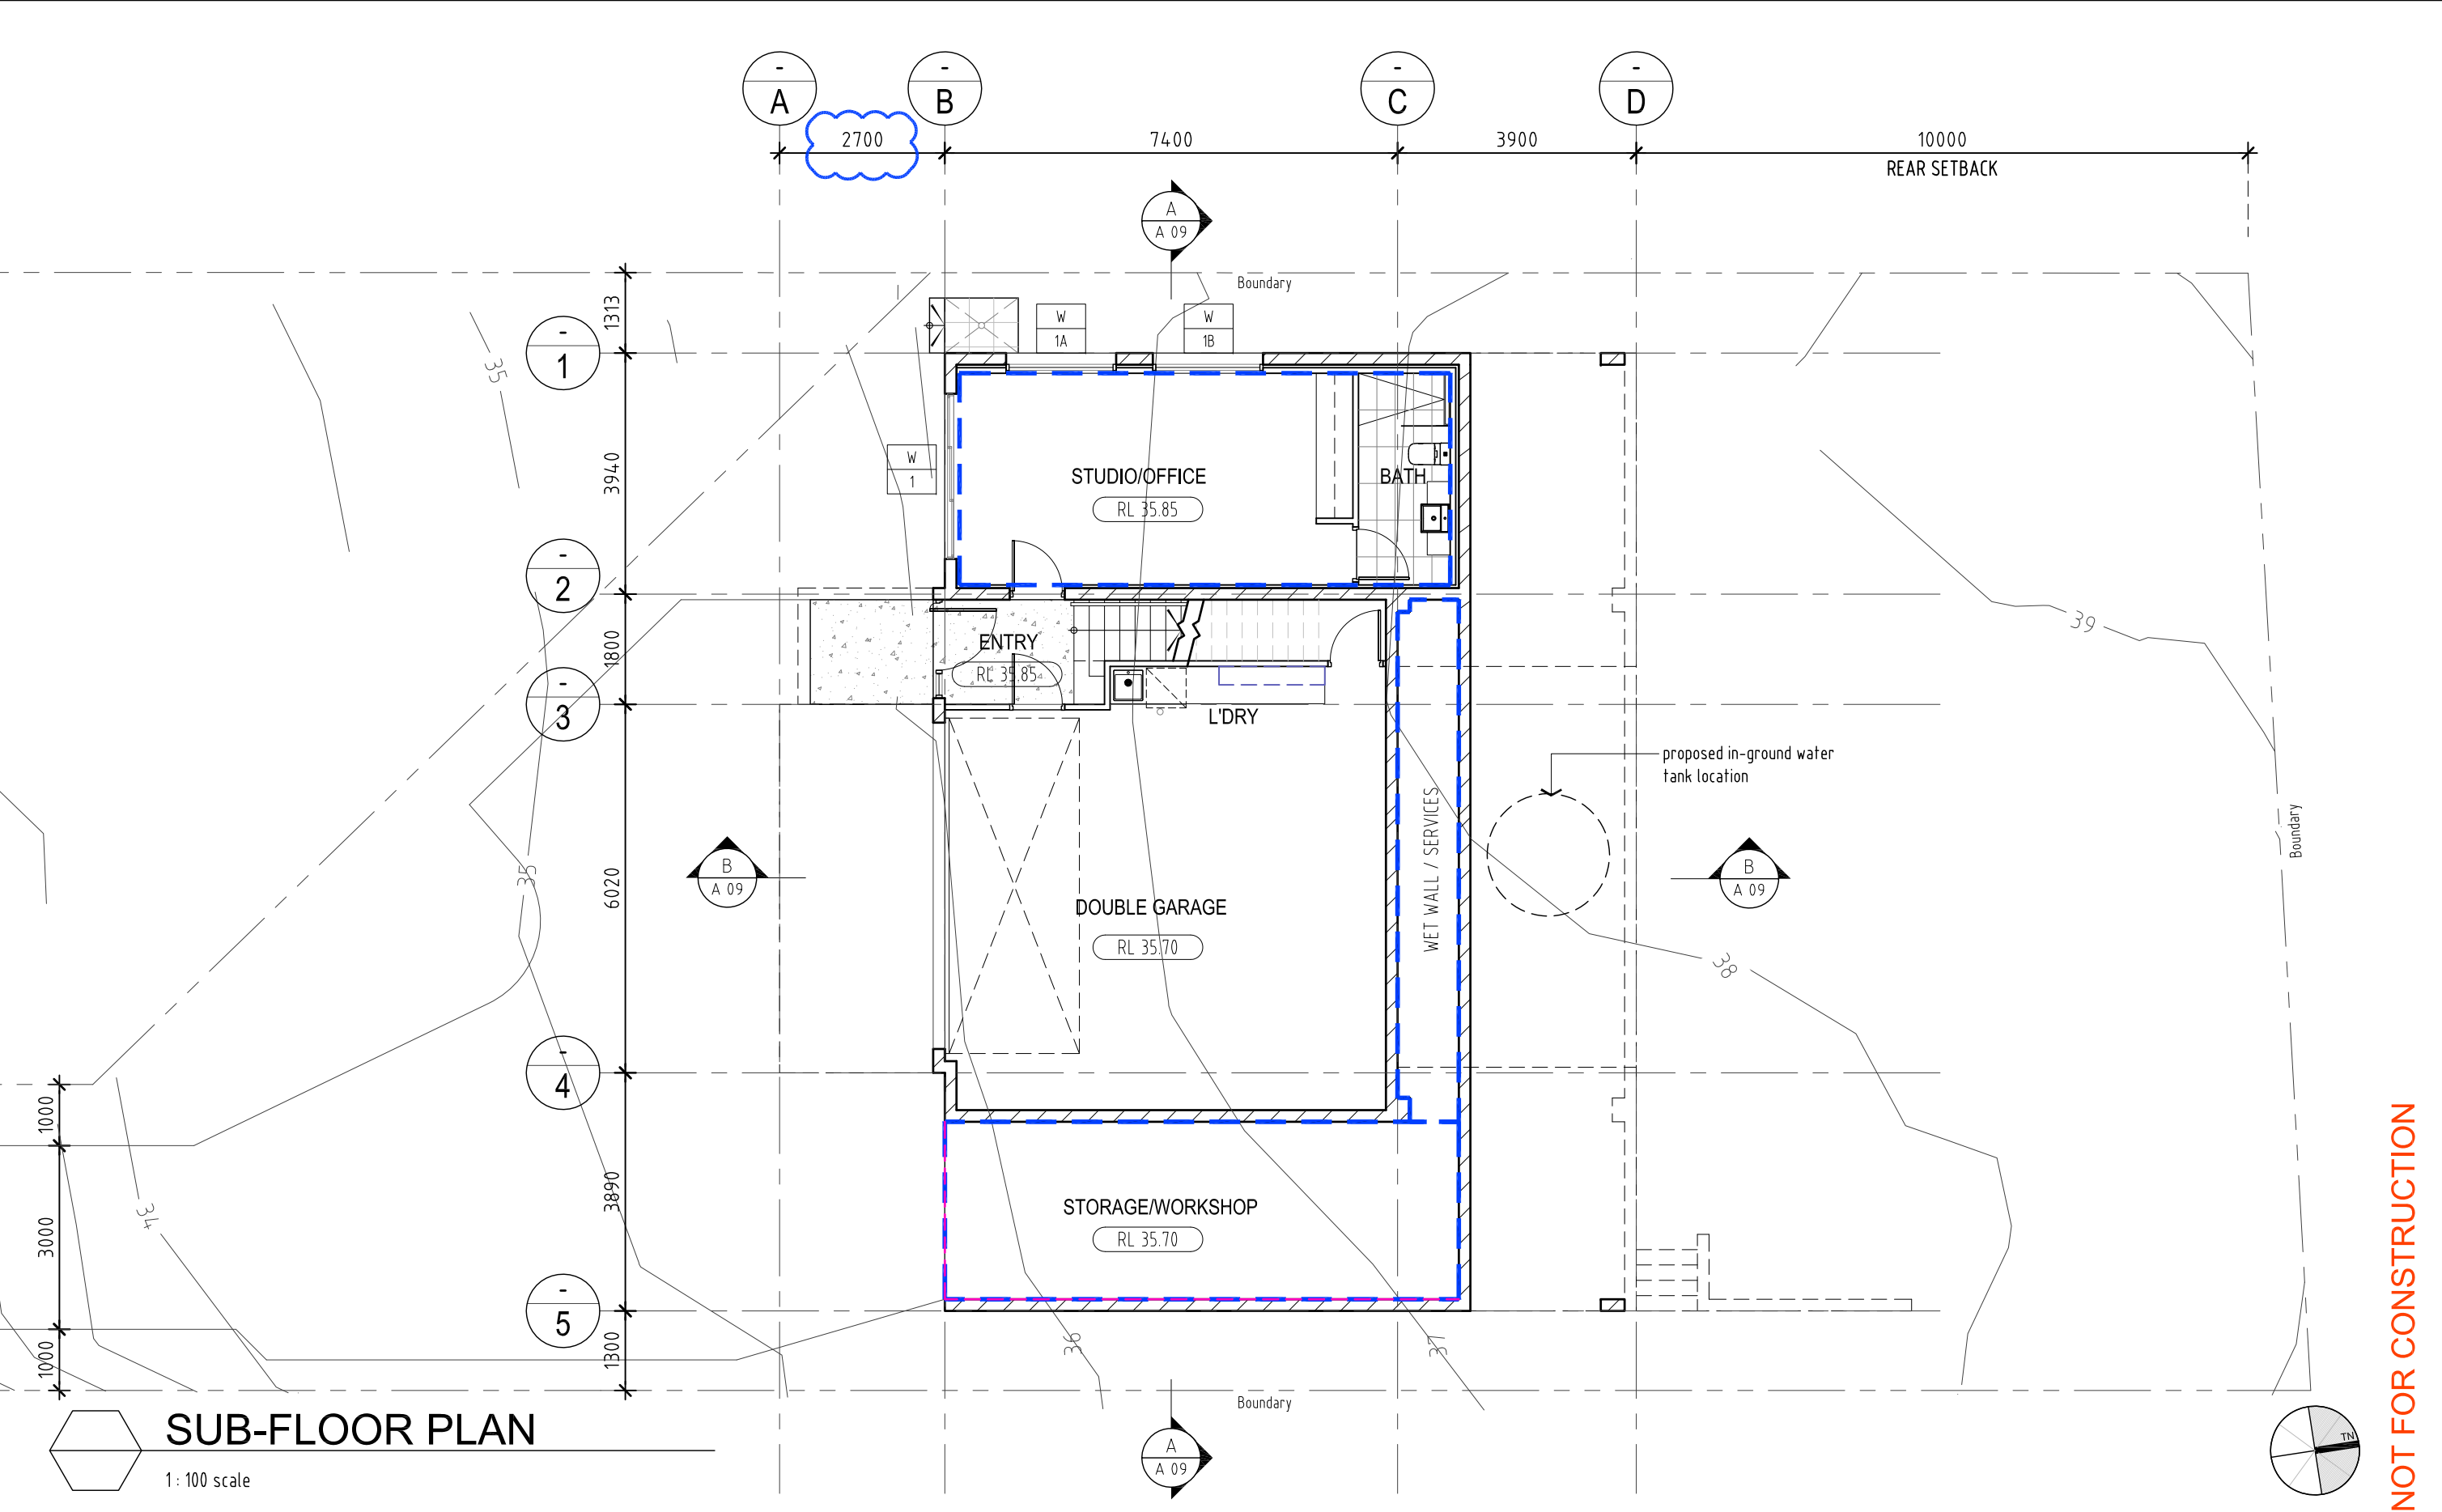 -
A
-
B
-
C
-
D
2700
7400
3900
10000
REAR SETBACK
A
A 09
Boundary
1313
-
1
W
1A
W
1B
35
3940
W
1
STUDIO/OFFICE
RL 35.85
BATH
-
2
ENTRY
RL 35.85
1800
-
3
L'DRY
39
proposed in-ground water
tank location
WET WALL / SERVICES
Boundary
B
A 09
35
6020
DOUBLE GARAGE
RL 35.70
B
A 09
38
-
4
1000
3000
1000
34
3890
STORAGE/WORKSHOP
RL 35.70
-
5
1300
36
37
Boundary
A
A 09
SUB-FLOOR PLAN
1 : 100 scale
TN
NOT FOR CONSTRUCTION